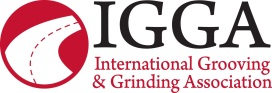 IGGA
International Grooving
& Grinding Association